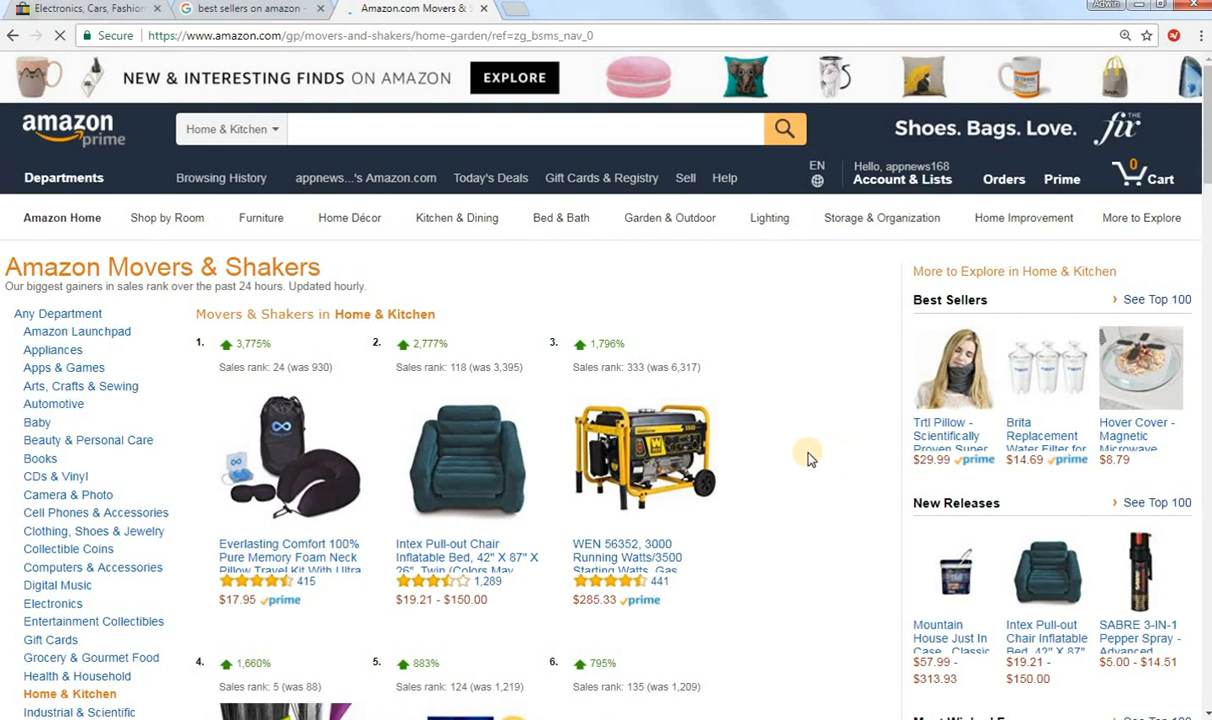 Electronics, Cars, Fashion
best sellers on amazon -
Amazon.com Movers & S
Admin
Secure
https://www.amazon.com/gp/movers-and-shakers/home-garden/ref=zg_bsms_nav_0
NEW & INTERESTING FINDS ON AMAZON
EXPLORE
amazon prime
Home & Kitchen
Shoes. Bags. Love.
THE fix
Departments
Browsing History
appnews...'s Amazon.com
Today's Deals
Gift Cards & Registry
Sell
Help
EN
Hello, appnews168
Account & Lists
Orders
Prime
0
Cart
Amazon Home
Shop by Room
Furniture
Home Décor
Kitchen & Dining
Bed & Bath
Garden & Outdoor
Lighting
Storage & Organization
Home Improvement
More to Explore
Amazon Movers & Shakers
Our biggest gainers in sales rank over the past 24 hours. Updated hourly.
Any Department
Amazon Launchpad
Appliances
Apps & Games
Arts, Crafts & Sewing
Automotive
Baby
Beauty & Personal Care
Books
CDs & Vinyl
Camera & Photo
Cell Phones & Accessories
Clothing, Shoes & Jewelry
Collectible Coins
Computers & Accessories
Digital Music
Electronics
Entertainment Collectibles
Gift Cards
Grocery & Gourmet Food
Health & Household
Home & Kitchen
Industrial & Scientific
Movers & Shakers in Home & Kitchen
1.
3,775%
Sales rank: 24 (was 930)
Everlasting Comfort 100%
Pure Memory Foam Neck
Pillow Travel Kit With Ultra
415
$17.95 prime
2.
2,777%
Sales rank: 118 (was 3,395)
Intex Pull-out Chair
Inflatable Bed, 42" X 87" X
26", Twin (Colors May
1,289
$19.21 - $150.00
3.
1,796%
Sales rank: 333 (was 6,317)
WEN 56352, 3000
Running Watts/3500
Starting Watts, Gas
441
$285.33 prime
4.
1,660%
Sales rank: 5 (was 88)
5.
883%
Sales rank: 124 (was 1,219)
6.
795%
Sales rank: 135 (was 1,209)
More to Explore in Home & Kitchen
Best Sellers
› See Top 100
Trtl Pillow -
Scientifically
Proven Super
$29.99 prime
Brita
Replacement
Water Filter for
$14.69 prime
Hover Cover -
Magnetic
Microwave
$8.79
New Releases
› See Top 100
Mountain
House Just In
Case...Classic
$57.99 -
$313.93
Intex Pull-out
Chair Inflatable
Bed, 42" X 87"
$19.21 -
$150.00
SABRE 3-IN-1
Pepper Spray -
Advanced
$5.00 - $14.51